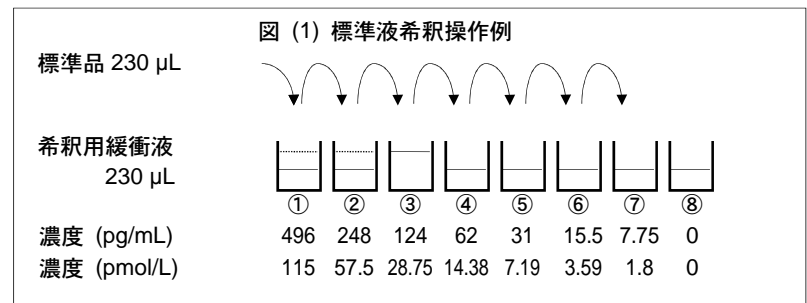 図 (1) 標準液希釈操作例
標準品 230 µL
希釈用緩衝液
230 µL
① ② ③ ④ ⑤ ⑥ ⑦ ⑧
濃度 (pg/mL) 496 248 124 62 31 15.5 7.75 0
濃度 (pmol/L) 115 57.5 28.75 14.38 7.19 3.59 1.8 0